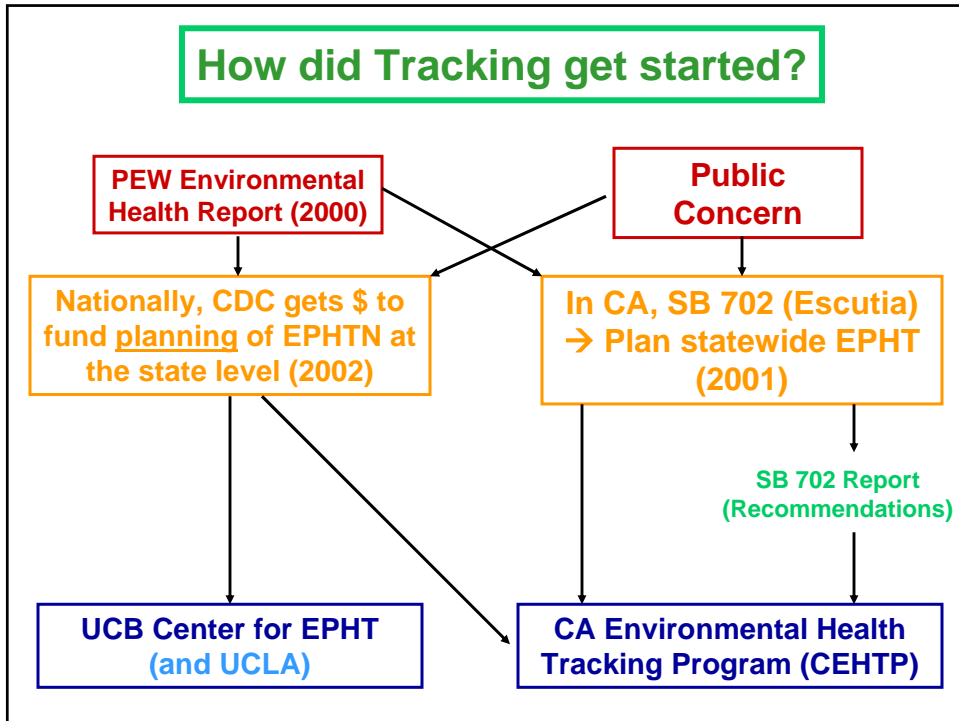 How did Tracking get started?
PEW Environmental
Health Report (2000)
Public
Concern
Nationally, CDC gets $ to
fund planning of EPHTN at
the state level (2002)
In CA, SB 702 (Escutia)
→ Plan statewide EPHT
(2001)
SB 702 Report
(Recommendations)
UCB Center for EPHT
(and UCLA)
CA Environmental Health
Tracking Program (CEHTP)